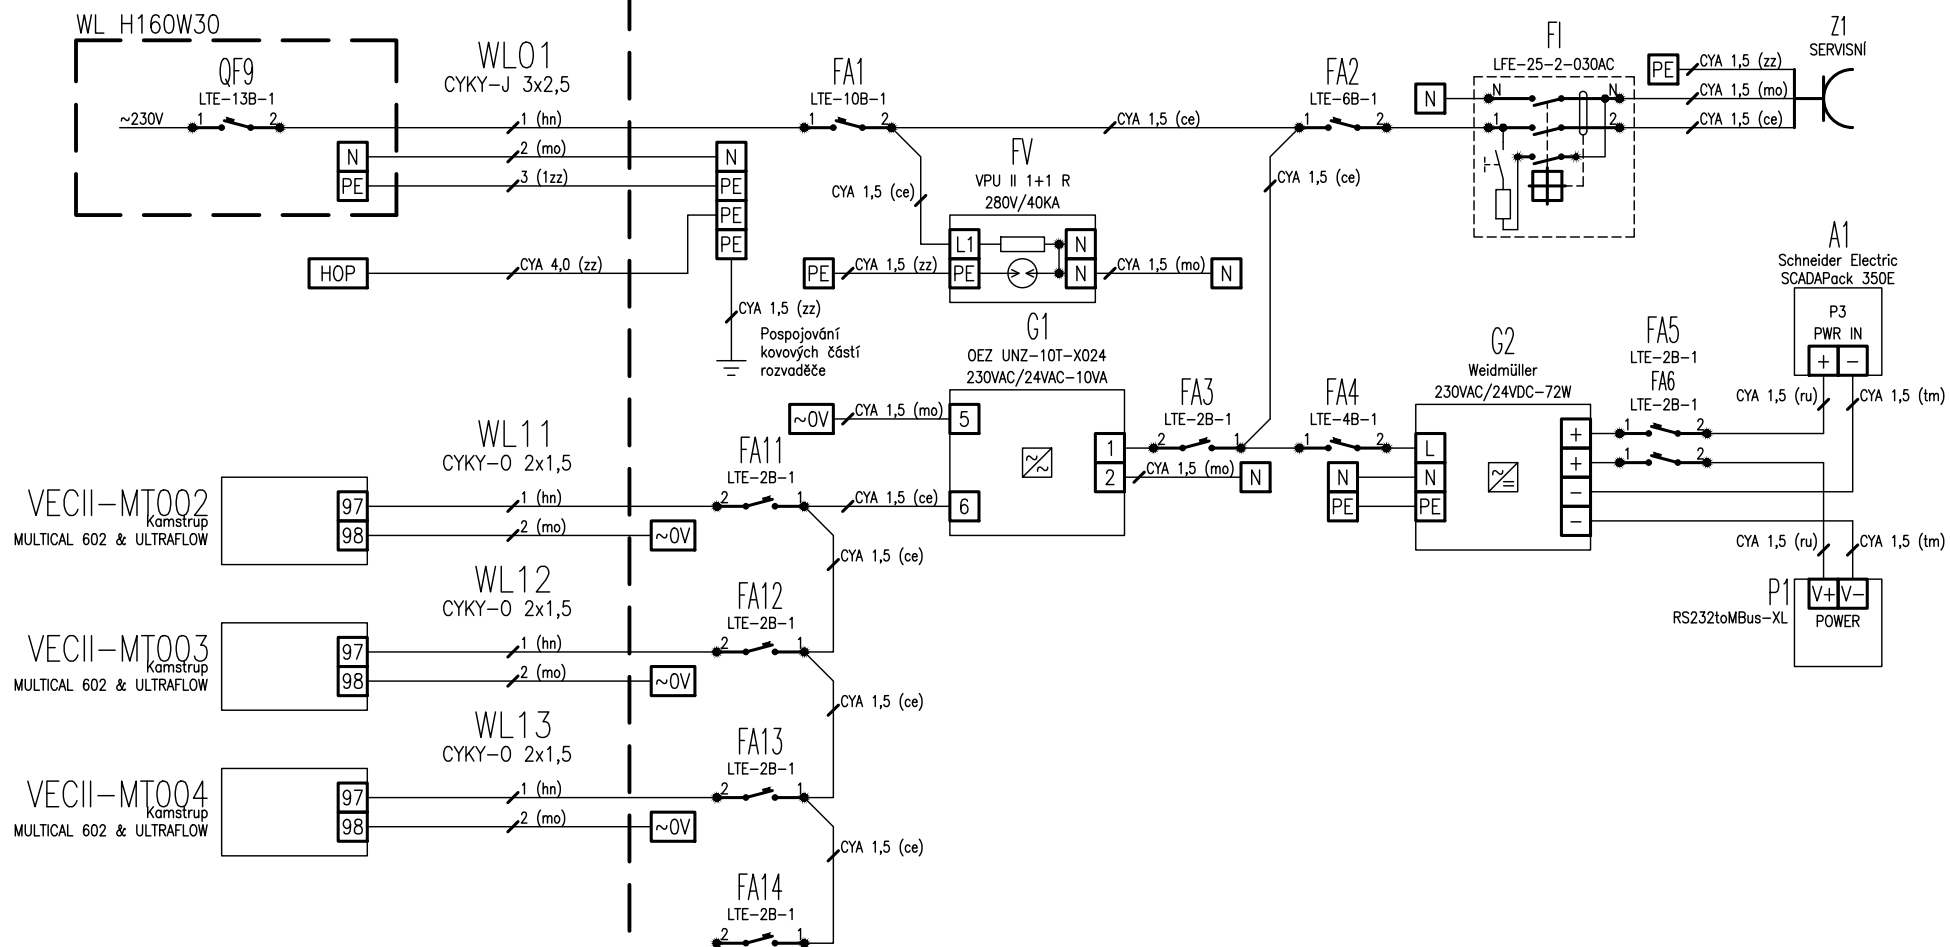 WL H160W30
QF9
LTE-13B-1
~230V
1
2
N
PE
HOP
WL01
CYKY-J 3x2,5
1 (hn)
2 (mo)
3 (1zz)
CYA 4,0 (zz)
N
PE
PE
PE
CYA 1,5 (zz)
Pospojování
kovových částí
rozvaděče
FA1
LTE-10B-1
1
2
CYA 1,5 (ce)
CYA 1,5 (ce)
FV
VPU II 1+1 R
280V/40KA
PE
CYA 1,5 (zz)
L1
PE
N
N
CYA 1,5 (mo)
N
FA2
LTE-6B-1
1
2
CYA 1,5 (ce)
FI
LFE-25-2-030AC
N
N
N
1
2
PE
CYA 1,5 (zz)
CYA 1,5 (mo)
CYA 1,5 (ce)
Z1
SERVISNÍ
G1
OEZ UNZ-10T-X024
230VAC/24VAC-10VA
~0V
CYA 1,5 (mo)
5
6
~
~
1
2
CYA 1,5 (mo)
N
FA3
LTE-2B-1
2
1
FA4
LTE-4B-1
1
2
G2
Weidmüller
230VAC/24VDC-72W
N
PE
L
N
PE
~
=
+
+
−
−
FA5
LTE-2B-1
FA6
LTE-2B-1
1
2
1
2
A1
Schneider Electric
SCADAPack 350E
P3
PWR IN
+
−
CYA 1,5 (ru)
CYA 1,5 (tm)
CYA 1,5 (ru)
CYA 1,5 (tm)
P1
RS232toMBus-XL
V+
V−
POWER
WL11
CYKY-O 2x1,5
VECII-MT002
Kamstrup
MULTICAL 602 & ULTRAFLOW
97
98
1 (hn)
2 (mo)
~0V
FA11
LTE-2B-1
2
1
CYA 1,5 (ce)
CYA 1,5 (ce)
WL12
CYKY-O 2x1,5
VECII-MT003
Kamstrup
MULTICAL 602 & ULTRAFLOW
97
98
1 (hn)
2 (mo)
~0V
FA12
LTE-2B-1
2
1
CYA 1,5 (ce)
WL13
CYKY-O 2x1,5
VECII-MT004
Kamstrup
MULTICAL 602 & ULTRAFLOW
97
98
1 (hn)
2 (mo)
~0V
FA13
LTE-2B-1
2
1
CYA 1,5 (ce)
FA14
LTE-2B-1
2
1